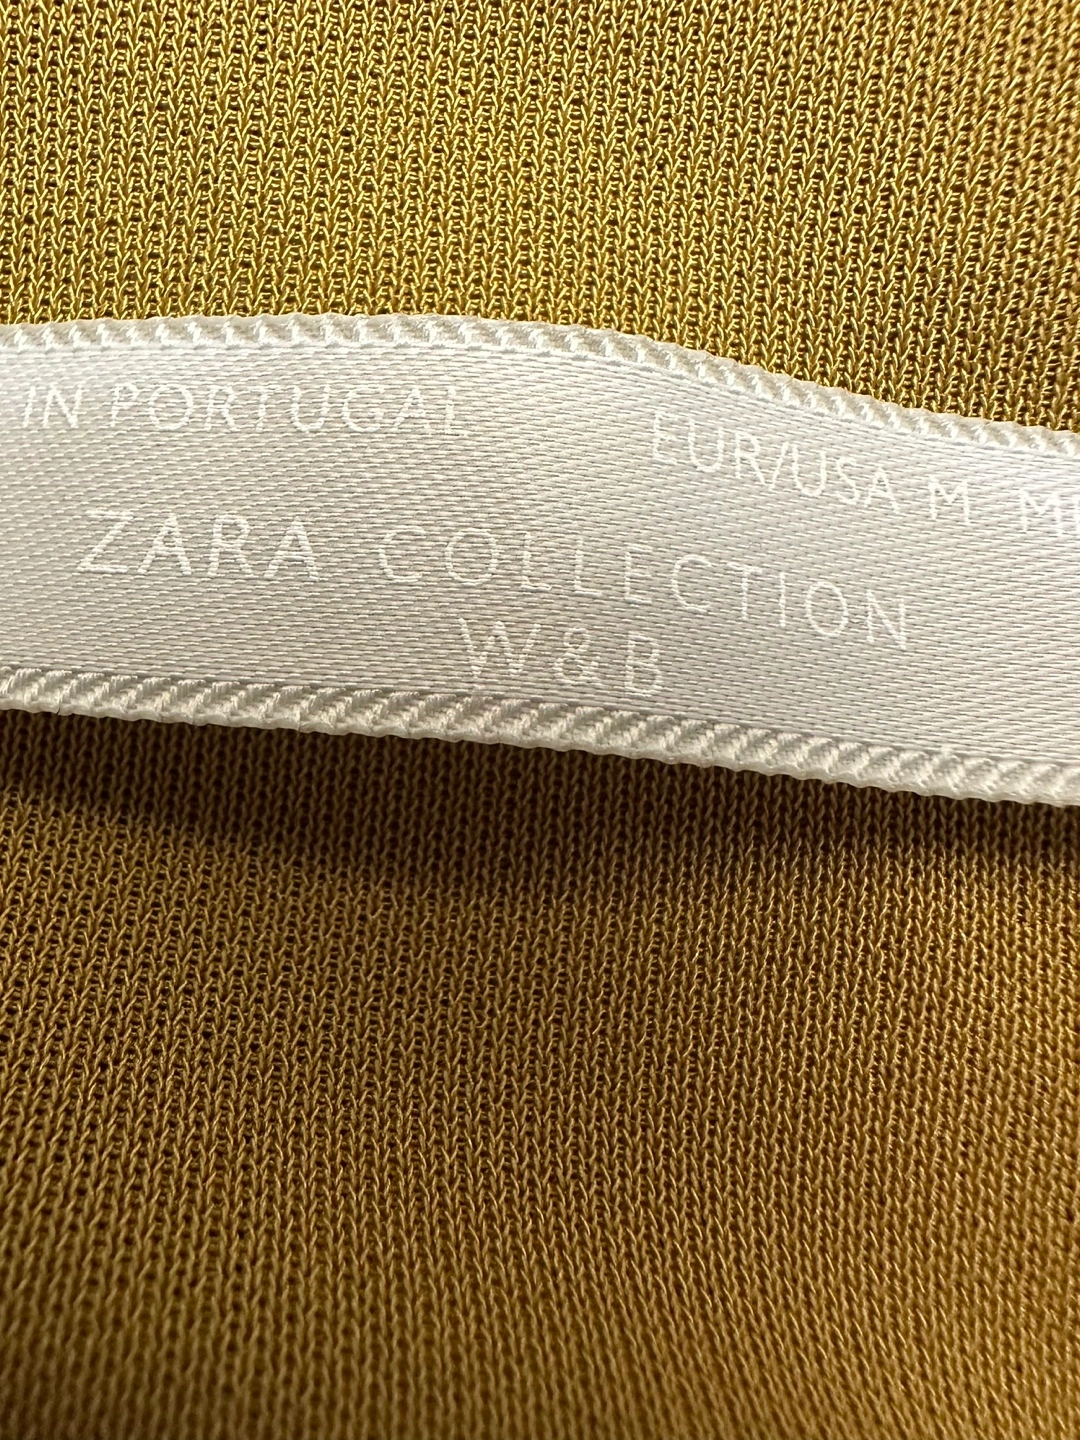 IN PORTUGAL EUR/USA M
ZARA COLLECTION
W&B